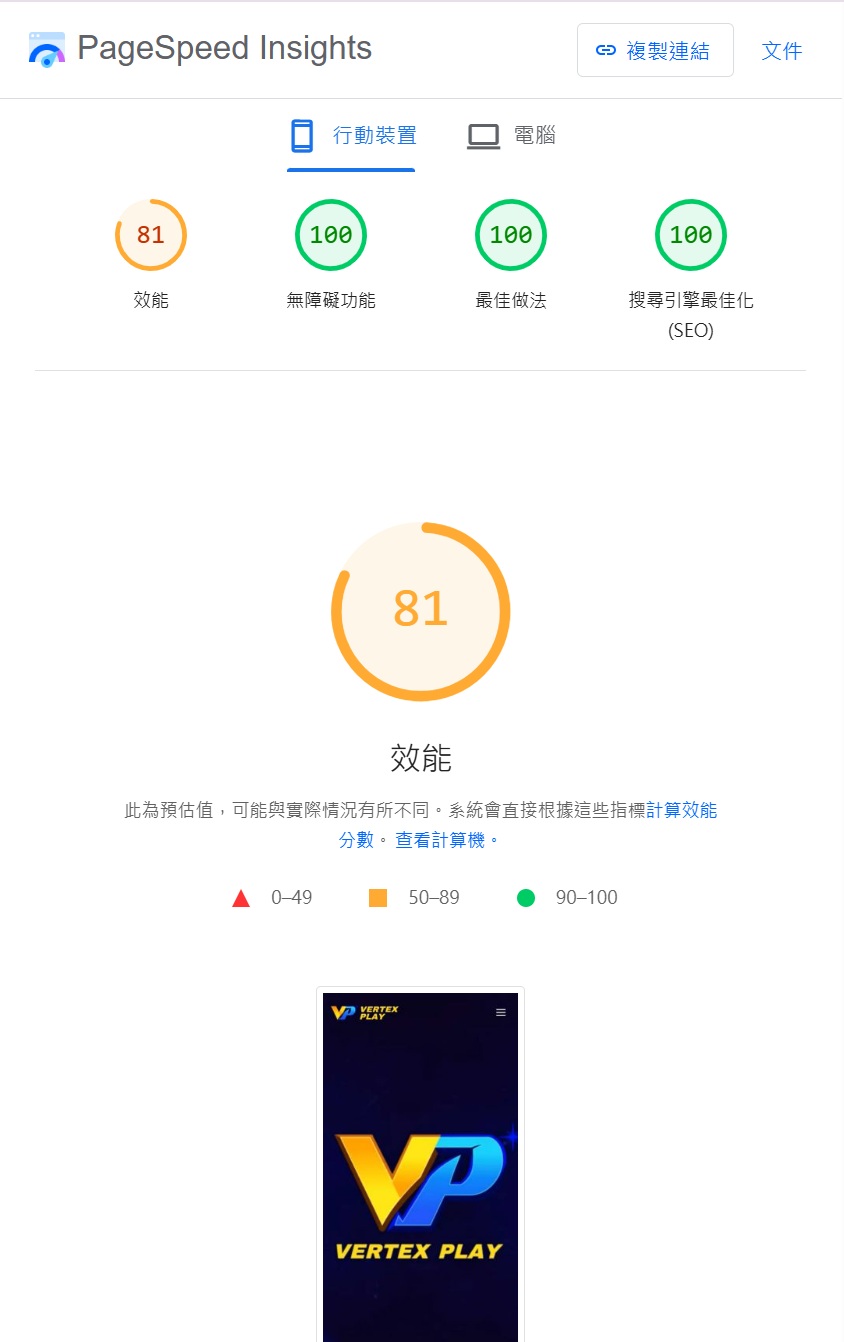 PageSpeed Insights
複製連結
文件
行動裝置
電腦
81
100
100
100
效能
無障礙功能
最佳做法
搜尋引擎最佳化
(SEO)
81
效能
此為預估值，可能與實際情況有所不同。系統會直接根據這些指標計算效能
分數。查看計算機。
0–49
50–89
90–100
VP VERTEX
PLAY
VP
VERTEX PLAY